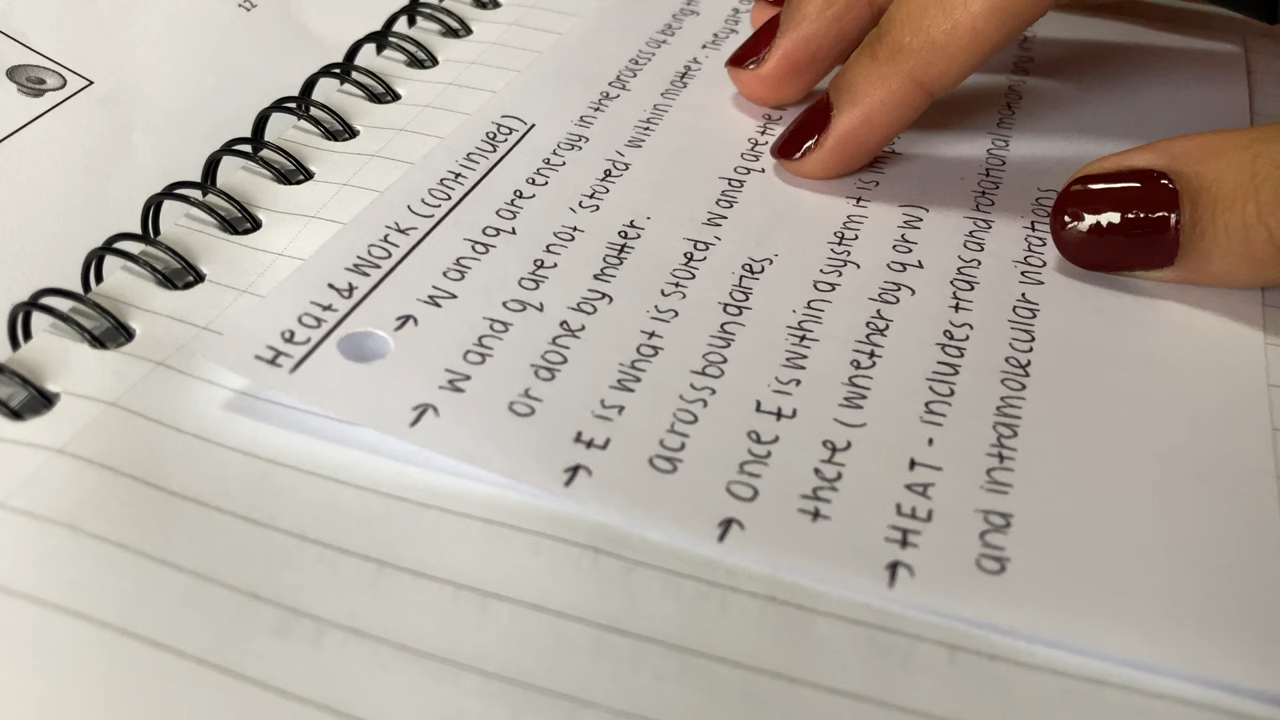 12
Heat & Work (continued)
→ W and q are energy in the process of being
→ W and q are not 'stored' within matter. They are
or done by matter.
→ E is what is stored, W and q are the
across boundaries.
→ Once E is within a system it is
there (whether by q or w)
→ HEAT - includes trans and rotational motions and
and intramolecular vibrations